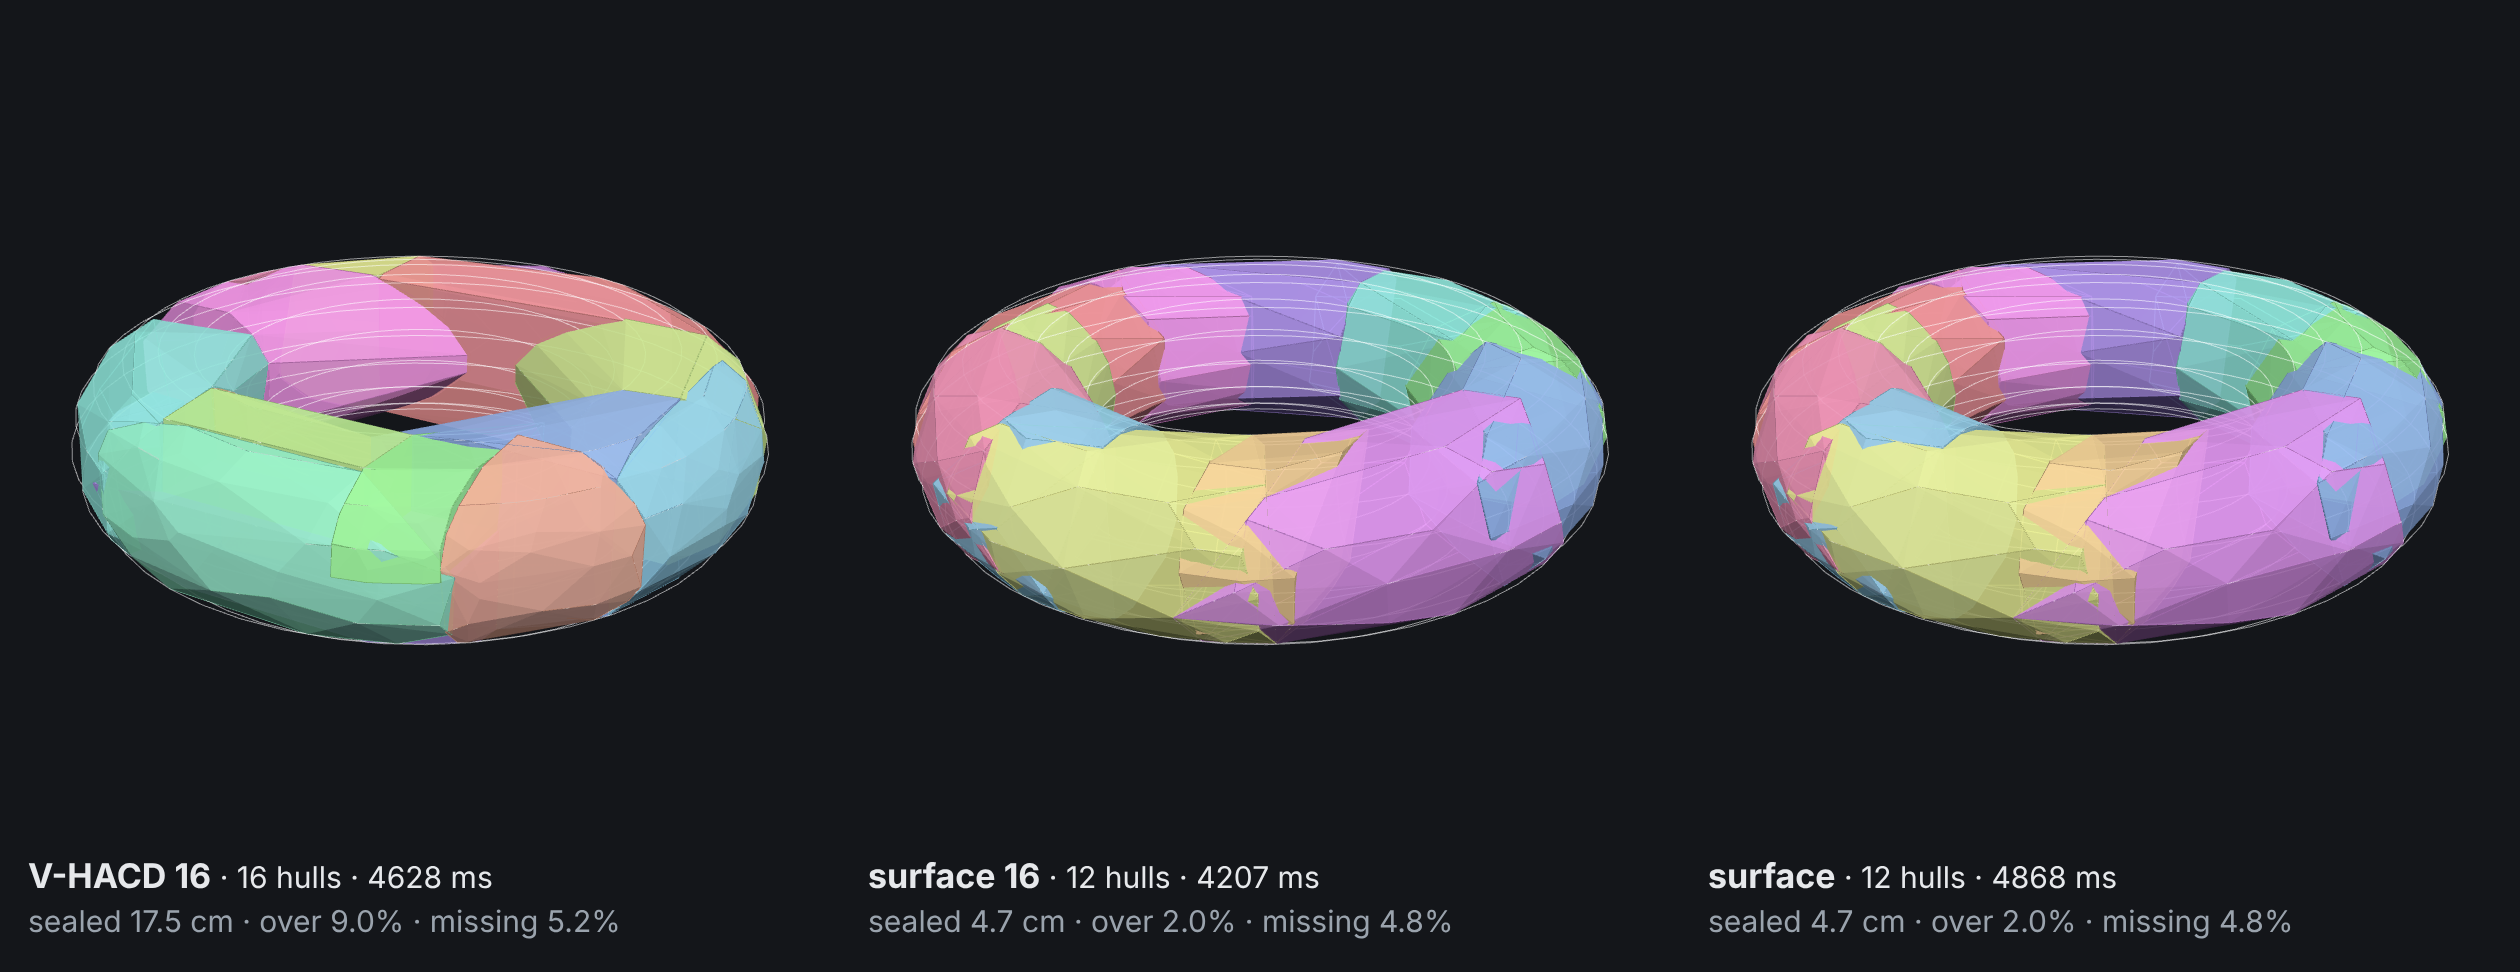 V-HACD 16 · 16 hulls · 4628 ms
sealed 17.5 cm · over 9.0% · missing 5.2%
surface 16 · 12 hulls · 4207 ms
sealed 4.7 cm · over 2.0% · missing 4.8%
surface · 12 hulls · 4868 ms
sealed 4.7 cm · over 2.0% · missing 4.8%